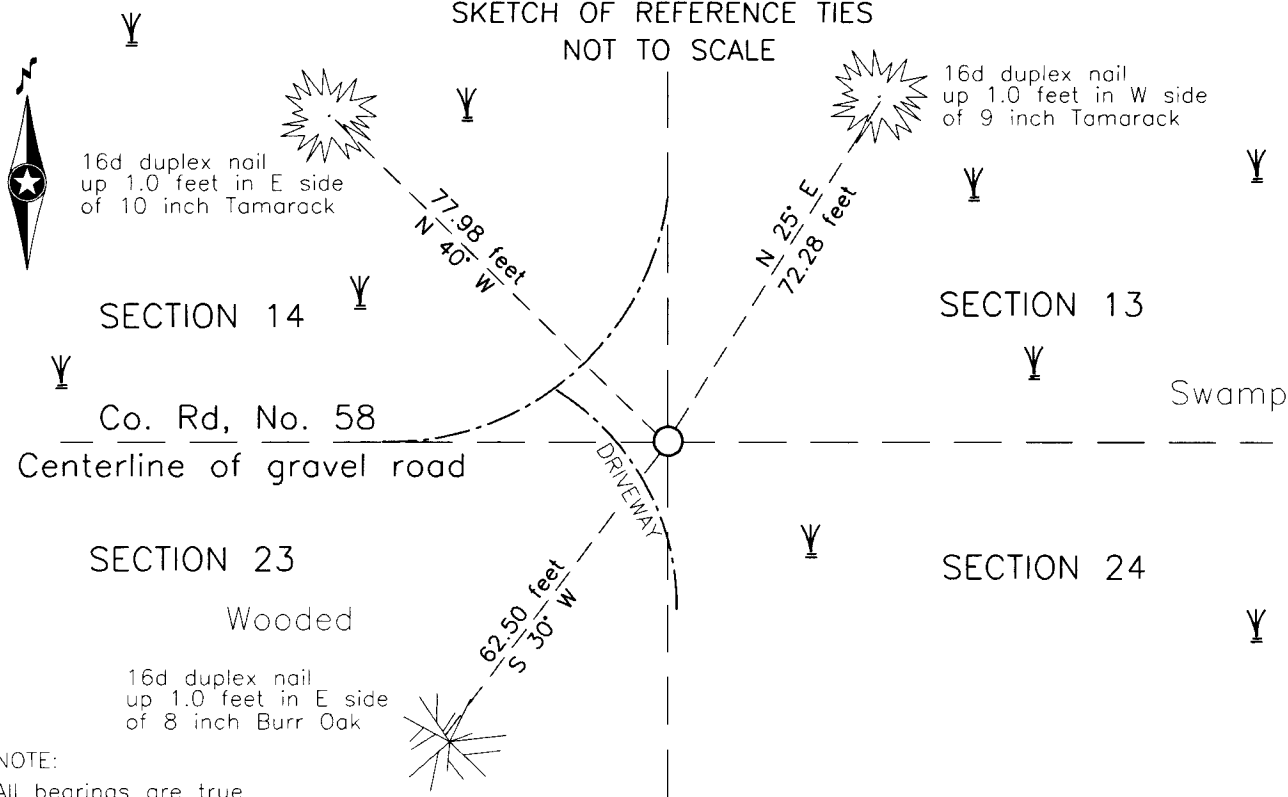 SKETCH OF REFERENCE TIES
NOT TO SCALE
N
16d duplex nail
up 1.0 feet in W side
of 9 inch Tamarack
16d duplex nail
up 1.0 feet in E side
of 10 inch Tamarack
77.98 feet
N 40° W
N 25° E
72.28 feet
SECTION 14
SECTION 13
Swamp
Co. Rd, No. 58
Centerline of gravel road
DRIVEWAY
SECTION 23
SECTION 24
62.50 feet
S 30° W
Wooded
16d duplex nail
up 1.0 feet in E side
of 8 inch Burr Oak
NOTE:
All bearings are true